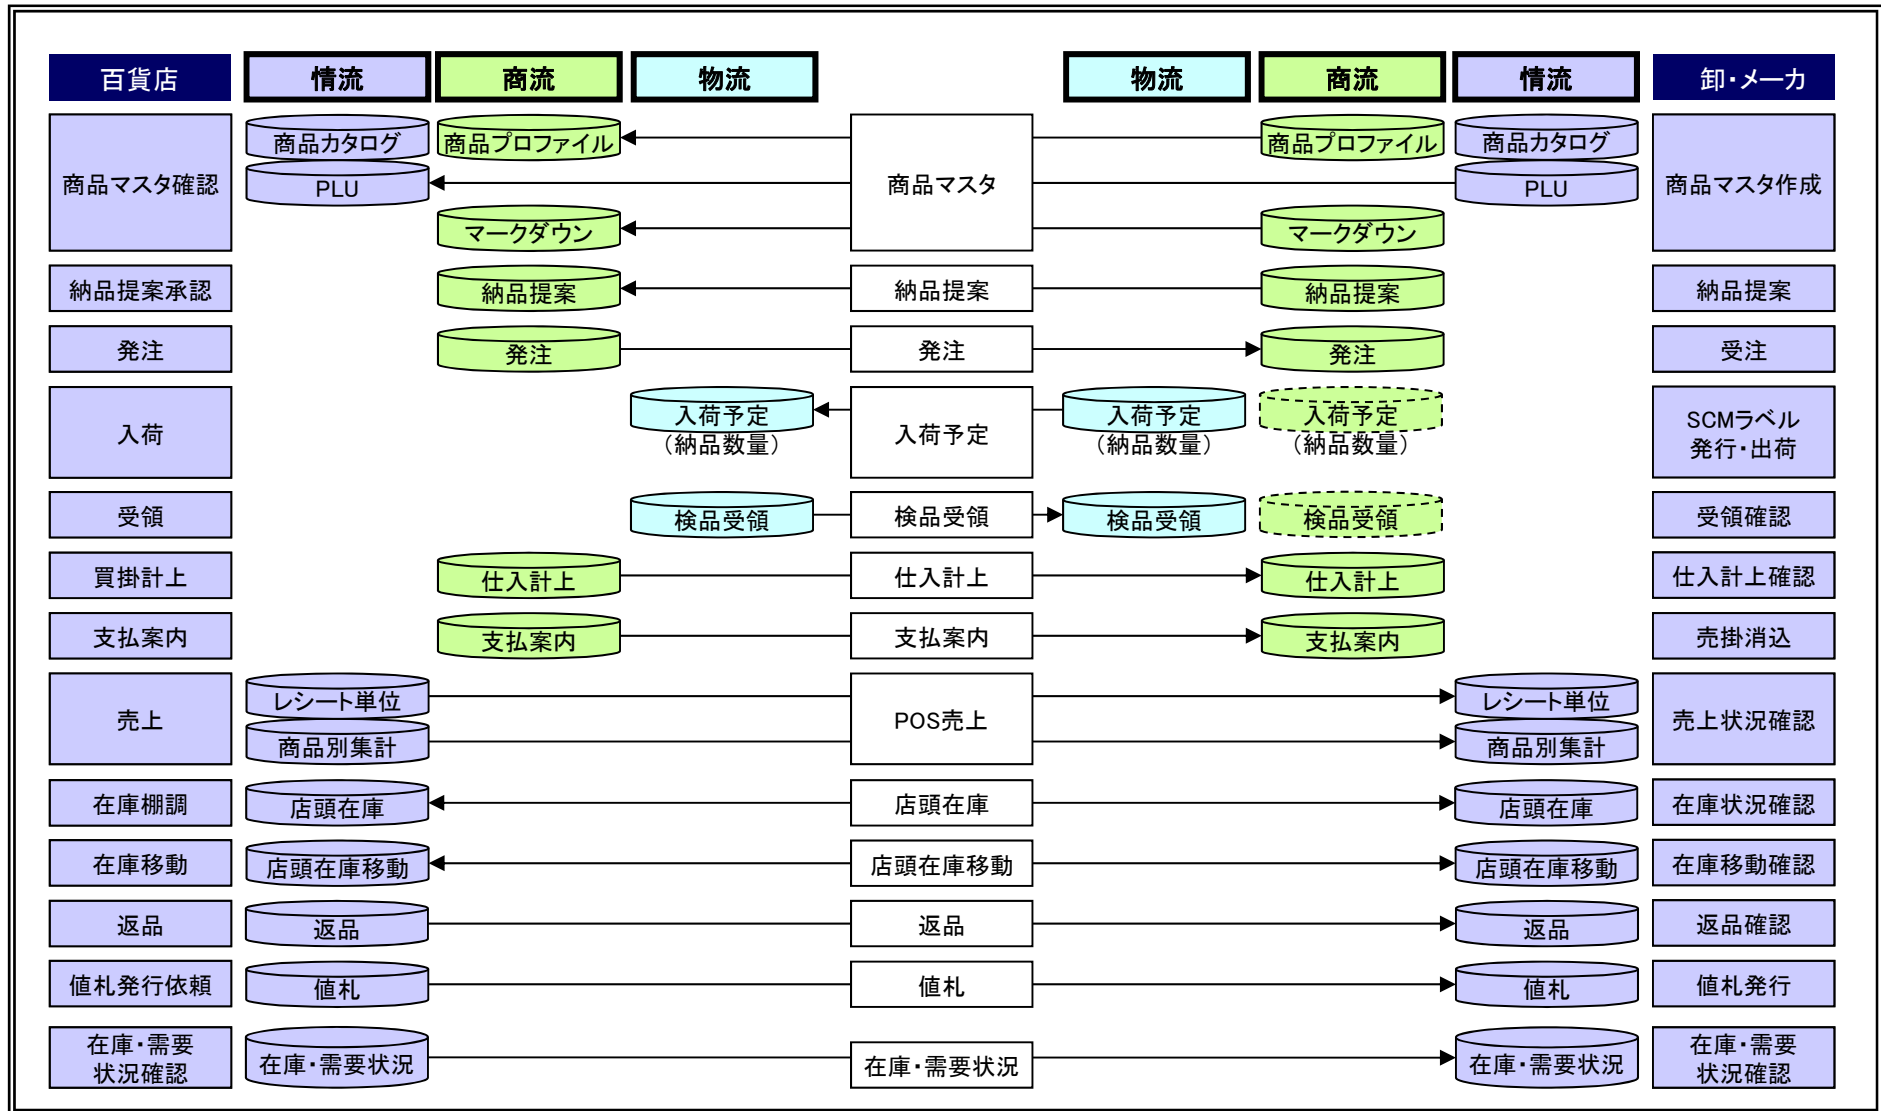 百貨店 情流 商流 物流 物流 商流 情流 卸・メーカ
商品カタログ 商品プロファイル 商品プロファイル 商品カタログ
商品マスタ確認 PLU 商品マスタ PLU 商品マスタ作成
マークダウン マークダウン
納品提案承認 納品提案 納品提案 納品提案 納品提案
発注 発注 発注 発注 受注
入荷 入荷予定 入荷予定 入荷予定 入荷予定 SCMラベル
(納品数量) (納品数量) (納品数量) 発行・出荷
受領 検品受領 検品受領 検品受領 検品受領 受領確認
買掛計上 仕入計上 仕入計上 仕入計上 仕入計上確認
支払案内 支払案内 支払案内 支払案内 売掛消込
レシート単位 レシート単位
売上 POS売上 売上状況確認
商品別集計 商品別集計
在庫棚調 店頭在庫 店頭在庫 店頭在庫 在庫状況確認
在庫移動 店頭在庫移動 店頭在庫移動 店頭在庫移動 在庫移動確認
返品 返品 返品 返品 返品確認
値札発行依頼 値札 値札 値札 値札発行
在庫・需要 在庫・需要
状況確認 在庫・需要状況 在庫・需要状況 在庫・需要状況 状況確認